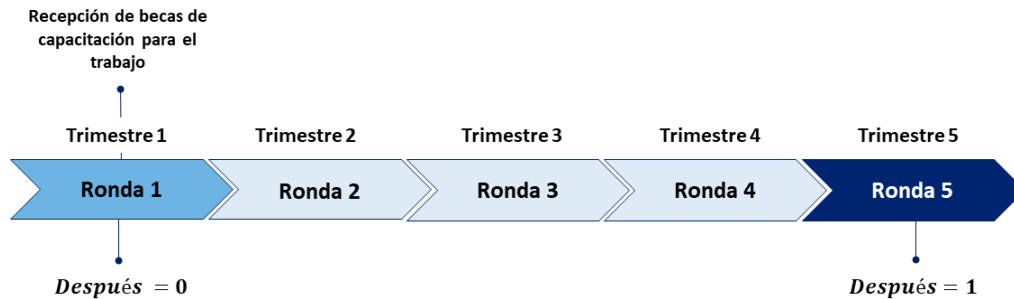 Recepción de becas de
capacitación para el
trabajo
Trimestre 1
Trimestre 2
Trimestre 3
Trimestre 4
Trimestre 5
Ronda 1
Ronda 2
Ronda 3
Ronda 4
Ronda 5
Después = 0
Después = 1